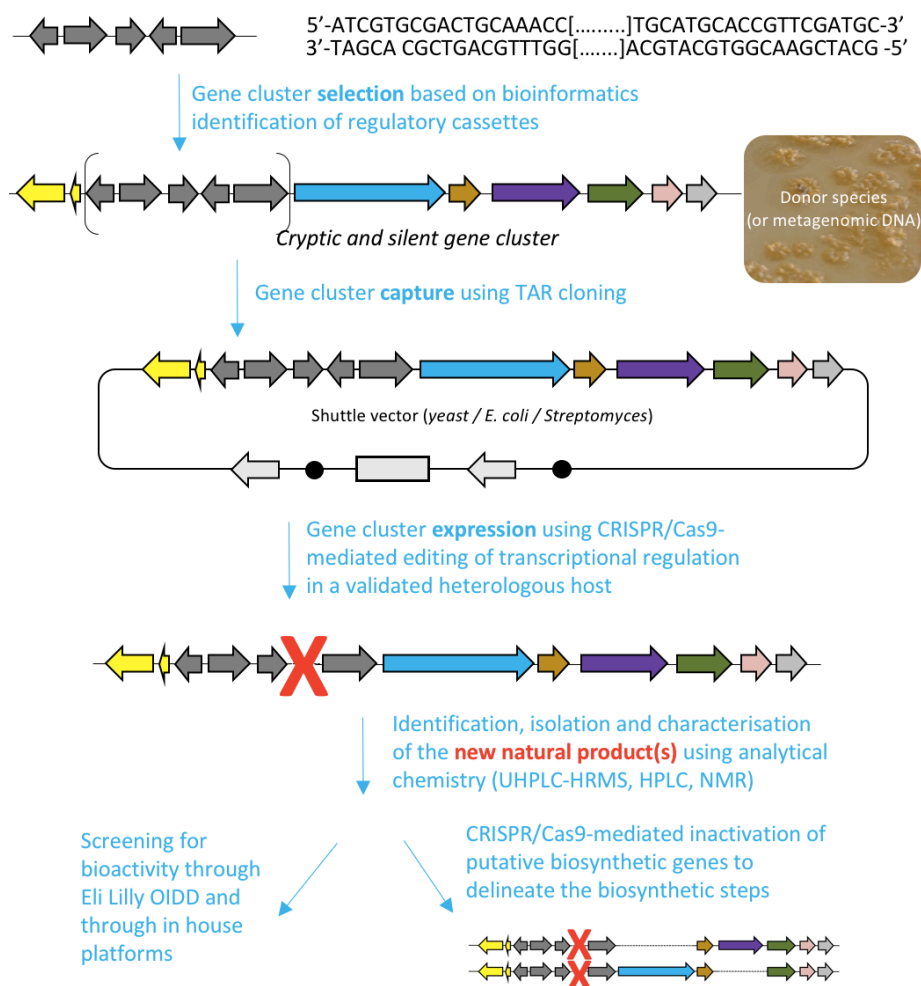 5’-ATCGTGCGACTGCAAACC[.........]TGCATGCACCGTTCGATGC-3’
3’-TAGCA CGCTGACGTTTGG[.......]ACGTACGTGGCAAGCTACG -5’
Gene cluster selection based on bioinformatics
identification of regulatory cassettes
Donor species
(or metagenomic DNA)
Cryptic and silent gene cluster
Gene cluster capture using TAR cloning
Shuttle vector (yeast / E. coli / Streptomyces)
Gene cluster expression using CRISPR/Cas9-
mediated editing of transcriptional regulation
in a validated heterologous host
Identification, isolation and characterisation
of the new natural product(s) using analytical
chemistry (UHPLC-HRMS, HPLC, NMR)
Screening for
bioactivity through
Eli Lilly OIDD and
through in house
platforms
CRISPR/Cas9-mediated inactivation of
putative biosynthetic genes to
delineate the biosynthetic steps